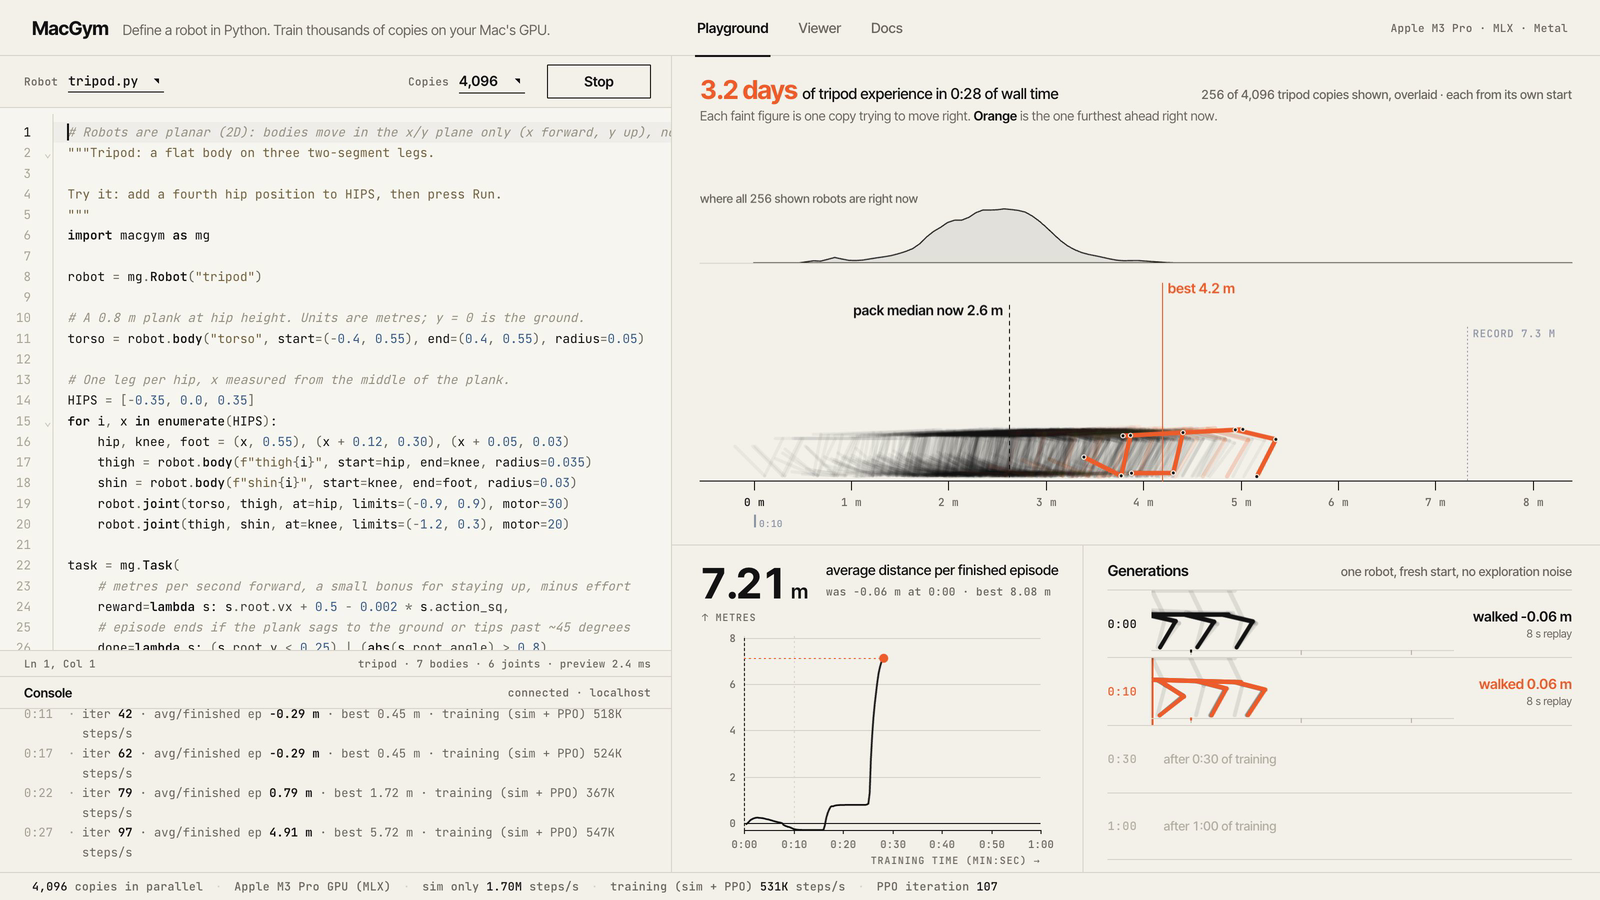 MacGym
Define a robot in Python. Train thousands of copies on your Mac's GPU.
Playground
Viewer
Docs
Apple M3 Pro · MLX · Metal
Robot
tripod.py
Copies
4,096
Stop
1 # Robots are planar (2D): bodies move in the x/y plane only (x forward, y up),
2 """Tripod: a flat body on three two-segment legs.
3
4 Try it: add a fourth hip position to HIPS, then press Run.
5 """
6 import macgym as mg
7
8 robot = mg.Robot("tripod")
9
10 # A 0.8 m plank at hip height. Units are metres; y = 0 is the ground.
11 torso = robot.body("torso", start=(-0.4, 0.55), end=(0.4, 0.55), radius=0.05)
12
13 # One leg per hip, x measured from the middle of the plank.
14 HIPS = [-0.35, 0.0, 0.35]
15 for i, x in enumerate(HIPS):
16 hip, knee, foot = (x, 0.55), (x + 0.12, 0.30), (x + 0.05, 0.03)
17 thigh = robot.body(f"thigh{i}", start=hip, end=knee, radius=0.035)
18 shin = robot.body(f"shin{i}", start=knee, end=foot, radius=0.03)
19 robot.joint(torso, thigh, at=hip, limits=(-0.9, 0.9), motor=30)
20 robot.joint(thigh, shin, at=knee, limits=(-1.2, 0.3), motor=20)
21
22 task = mg.Task(
23 # metres per second forward, a small bonus for staying up, minus effort
24 reward=lambda s: s.root.vx + 0.5 - 0.002 * s.action_sq,
25 # episode ends if the plank sags to the ground or tips past ~45 degrees
26 done=lambda s: (s.root.y < 0.25) | (abs(s.root.angle) > 0.8)
Ln 1, Col 1
tripod · 7 bodies · 6 joints · preview 2.4 ms
Console
connected · localhost
0:11 · iter 42 · avg/finished ep -0.29 m · best 0.45 m · training (sim + PPO) 518K
steps/s
0:17 · iter 62 · avg/finished ep -0.29 m · best 0.45 m · training (sim + PPO) 524K
steps/s
0:22 · iter 79 · avg/finished ep 0.79 m · best 1.72 m · training (sim + PPO) 367K
steps/s
0:27 · iter 97 · avg/finished ep 4.91 m · best 5.72 m · training (sim + PPO) 547K
steps/s
3.2 days of tripod experience in 0:28 of wall time
256 of 4,096 tripod copies shown, overlaid · each from its own start
Each faint figure is one copy trying to move right. Orange is the one furthest ahead right now.
where all 256 shown robots are right now
best 4.2 m
pack median now 2.6 m
RECORD 7.3 M
0 m 1 m 2 m 3 m 4 m 5 m 6 m 7 m 8 m
0:10
7.21 m
average distance per finished episode
was -0.06 m at 0:00 · best 8.08 m
↑ METRES
8
6
4
2
0
0:00 0:10 0:20 0:30 0:40 0:50 1:00
TRAINING TIME (MIN:SEC) →
Generations
one robot, fresh start, no exploration noise
0:00
walked -0.06 m
8 s replay
0:10
walked 0.06 m
8 s replay
0:30 after 0:30 of training
1:00 after 1:00 of training
4,096 copies in parallel · Apple M3 Pro GPU (MLX) · sim only 1.70M steps/s · training (sim + PPO) 531K steps/s · PPO iteration 107